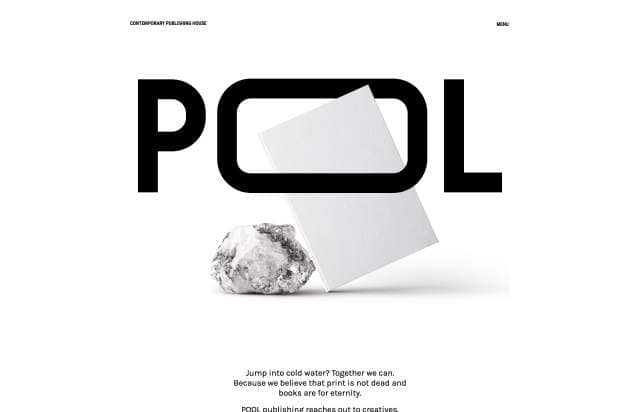 CONTEMPORARY PUBLISHING HOUSE
MENU
POOL
Jump into cold water? Together we can.
Because we believe that print is not dead and
books are for eternity.
POOL publishing reaches out to creatives,